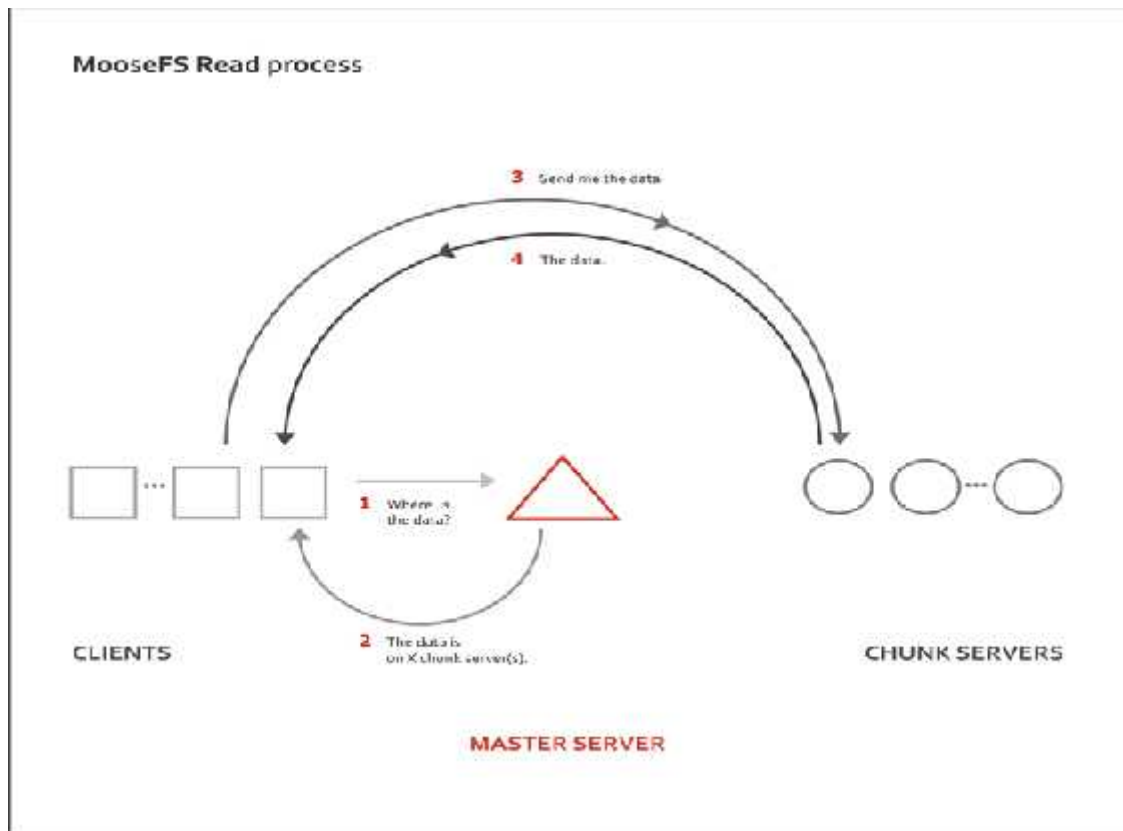 MooseFS Read process
3 Send me the data
4 The data.
1 Where is
the data?
2 The data is
on X chunk server(s).
CLIENTS
CHUNK SERVERS
MASTER SERVER